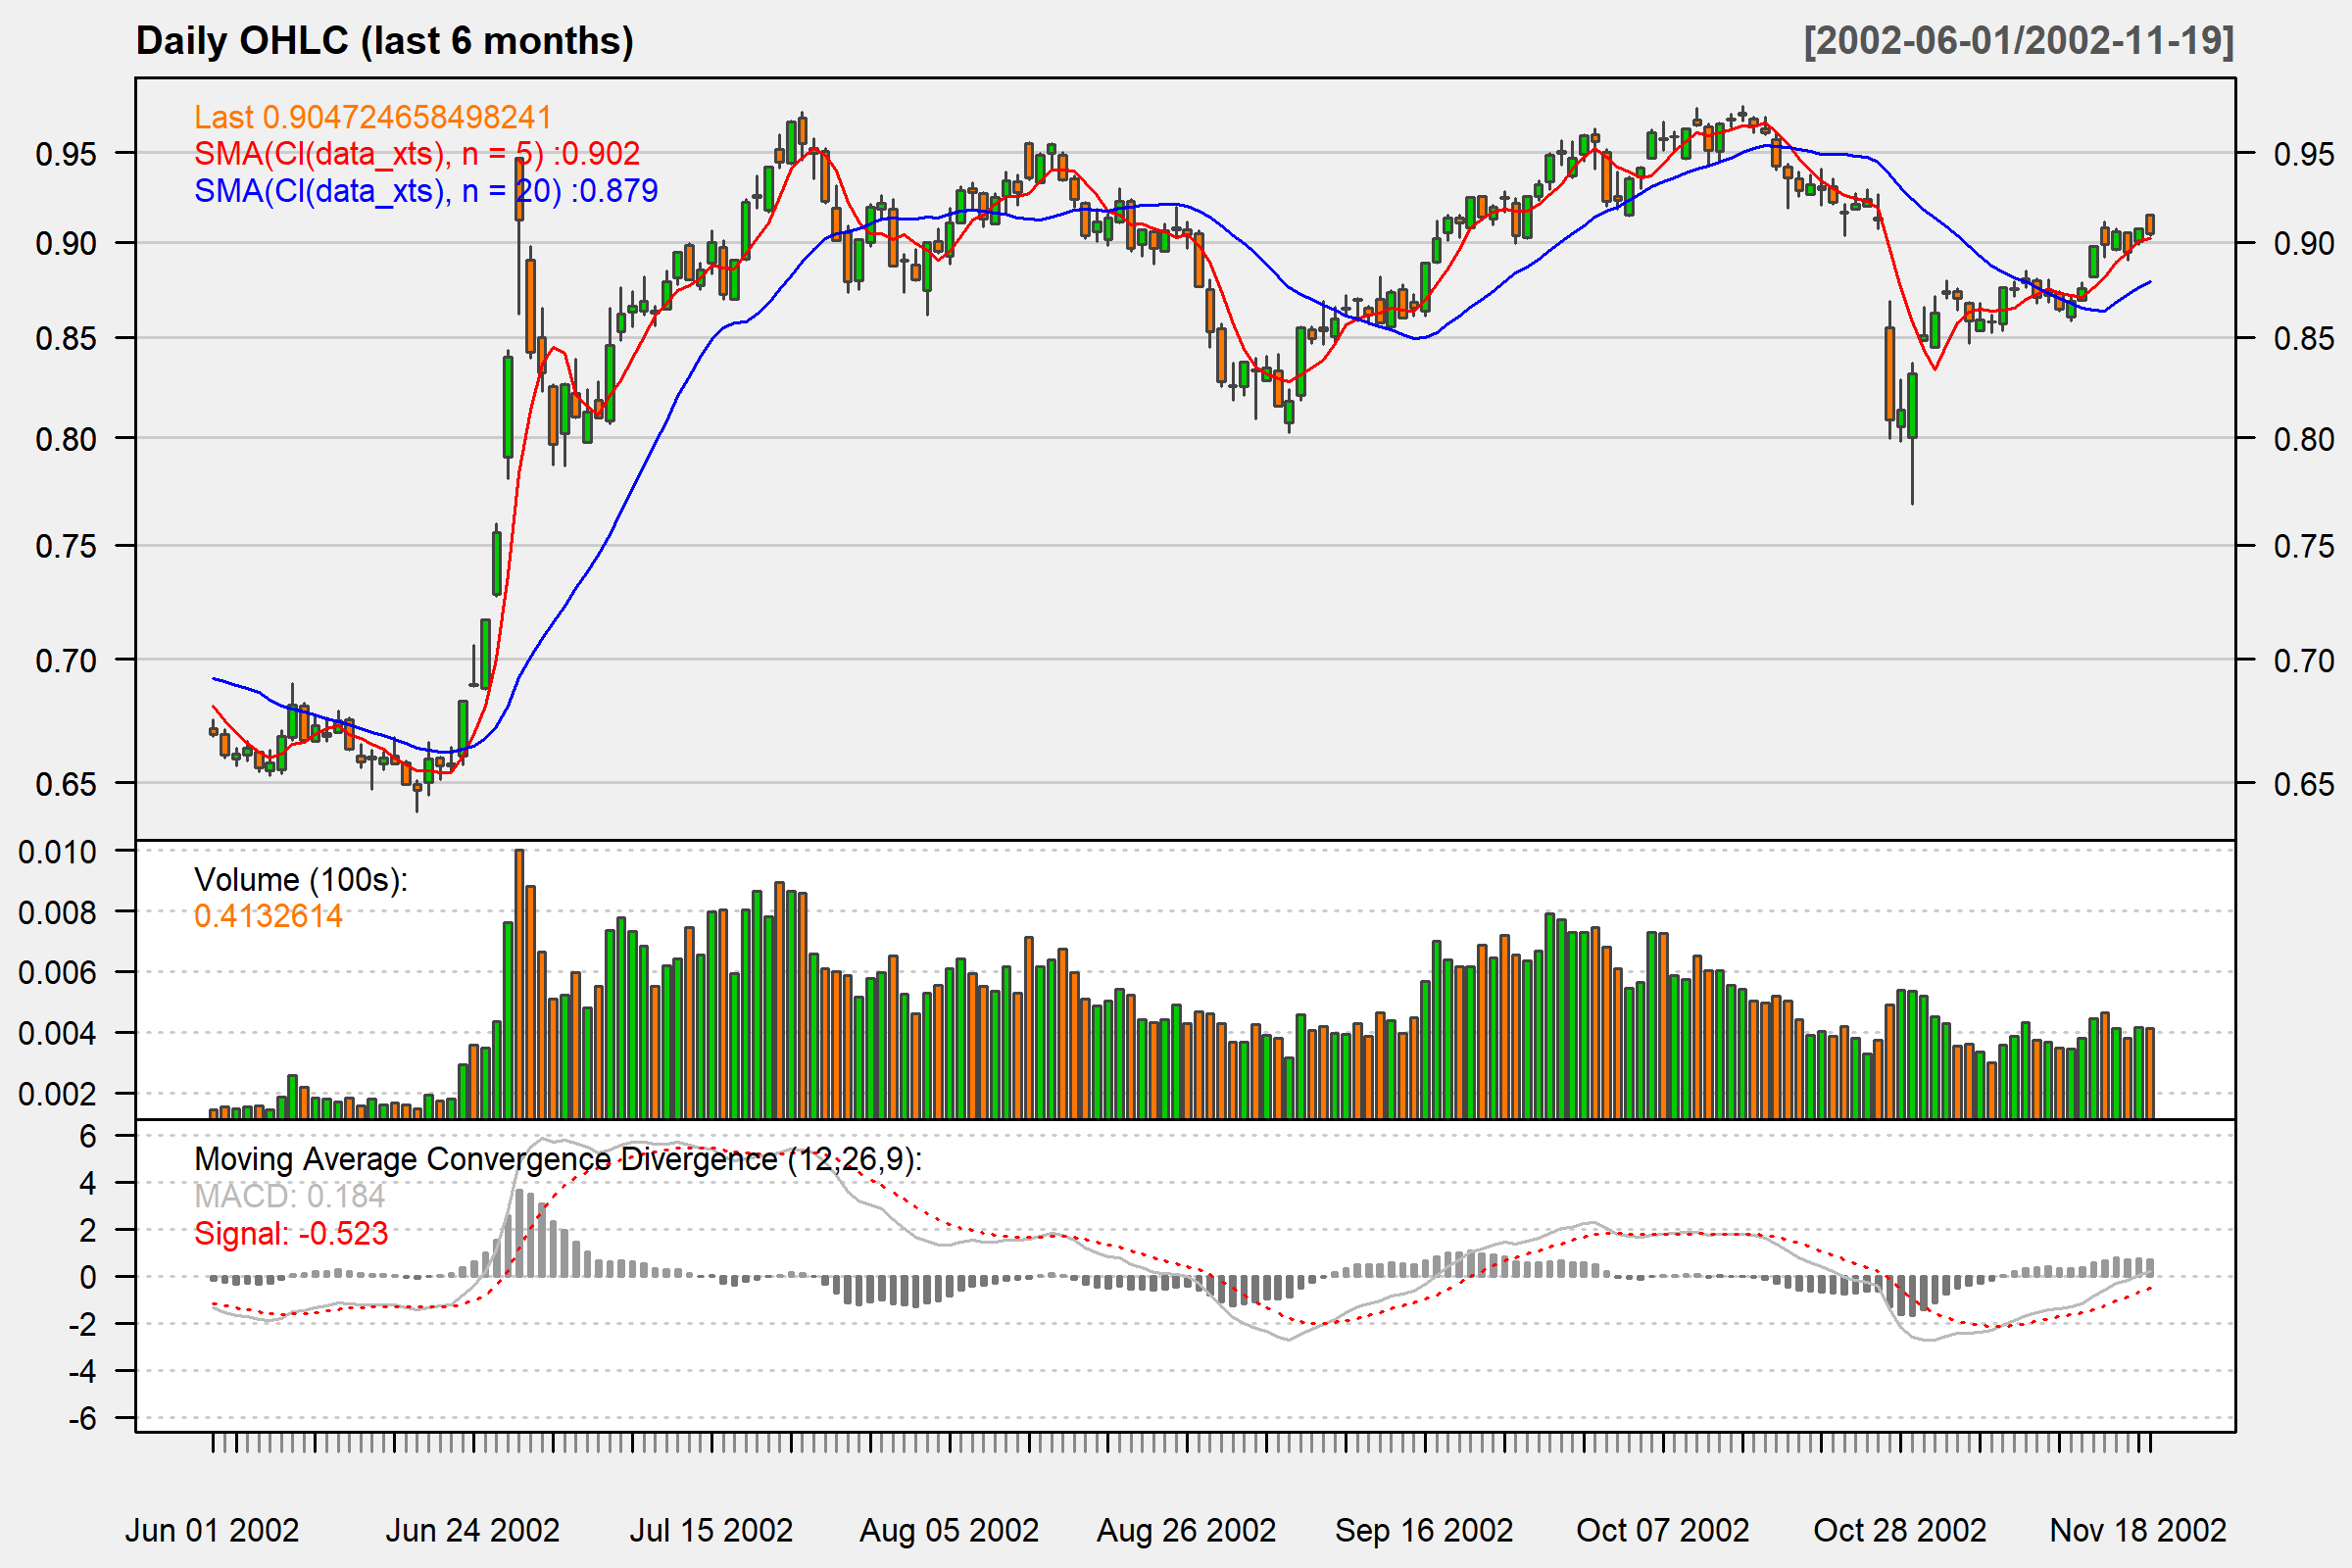 Daily OHLC (last 6 months) [2002-06-01/2002-11-19]
Last 0.904724658498241
SMA(Cl(data_xts), n = 5) :0.902
SMA(Cl(data_xts), n = 20) :0.879
0.95 0.95
0.90 0.90
0.85 0.85
0.80 0.80
0.75 0.75
0.70 0.70
0.65 0.65
0.010
Volume (100s):
0.4132614
0.008
0.006
0.004
0.002
6
Moving Average Convergence Divergence (12,26,9):
MACD: 0.184
4
Signal: -0.523
2
0
-2
-4
-6
Jun 01 2002 Jun 24 2002 Jul 15 2002 Aug 05 2002 Aug 26 2002 Sep 16 2002 Oct 07 2002 Oct 28 2002 Nov 18 2002